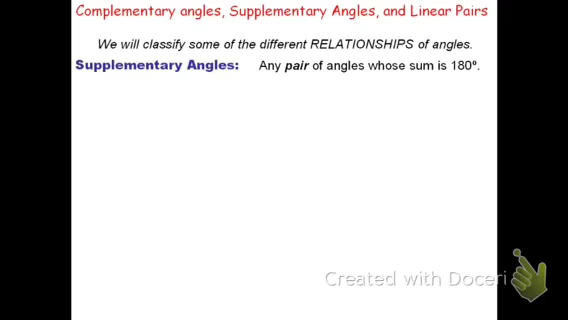 Complementary angles, Supplementary Angles, and Linear Pairs
We will classify some of the different RELATIONSHIPS of angles.
Supplementary Angles: Any pair of angles whose sum is 180º.
Created with Doceri